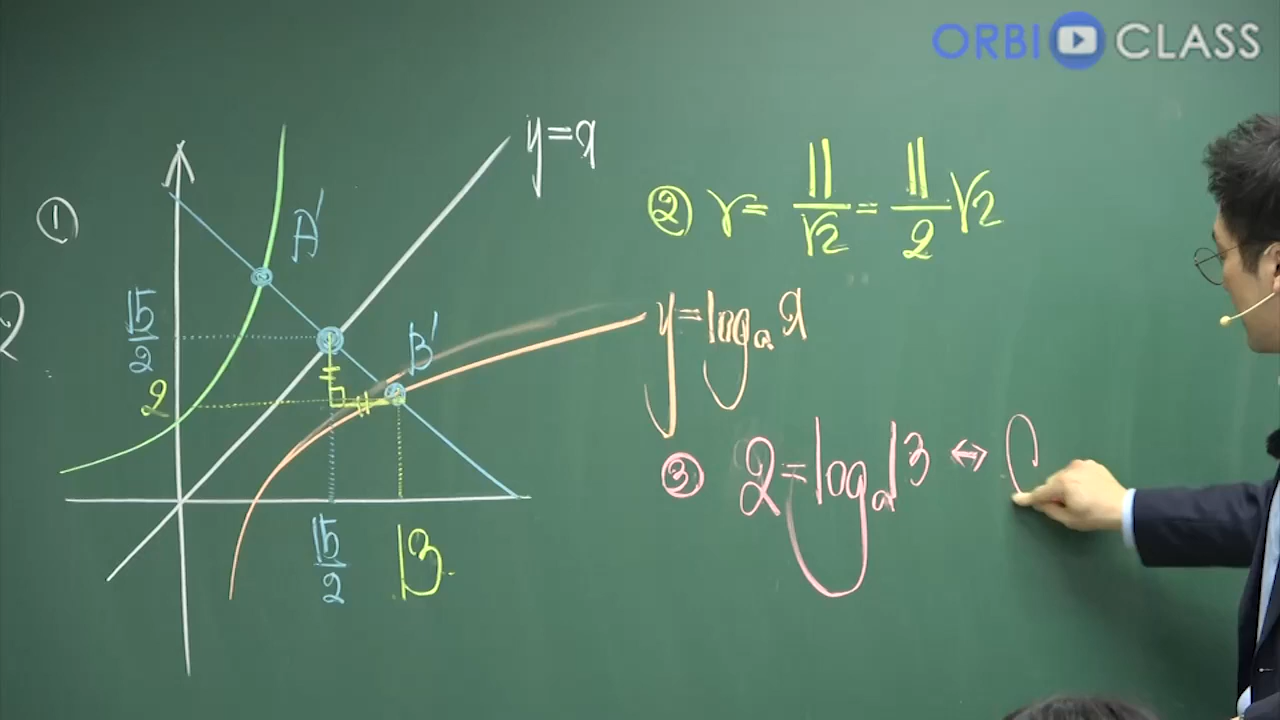 ORBI CLASS
①
y=x
A'
B'
15/2
2
15/2
13
② r = 11/√2 = 11/2 √2
y=logₐx
③ 2=logₐ13 ↔